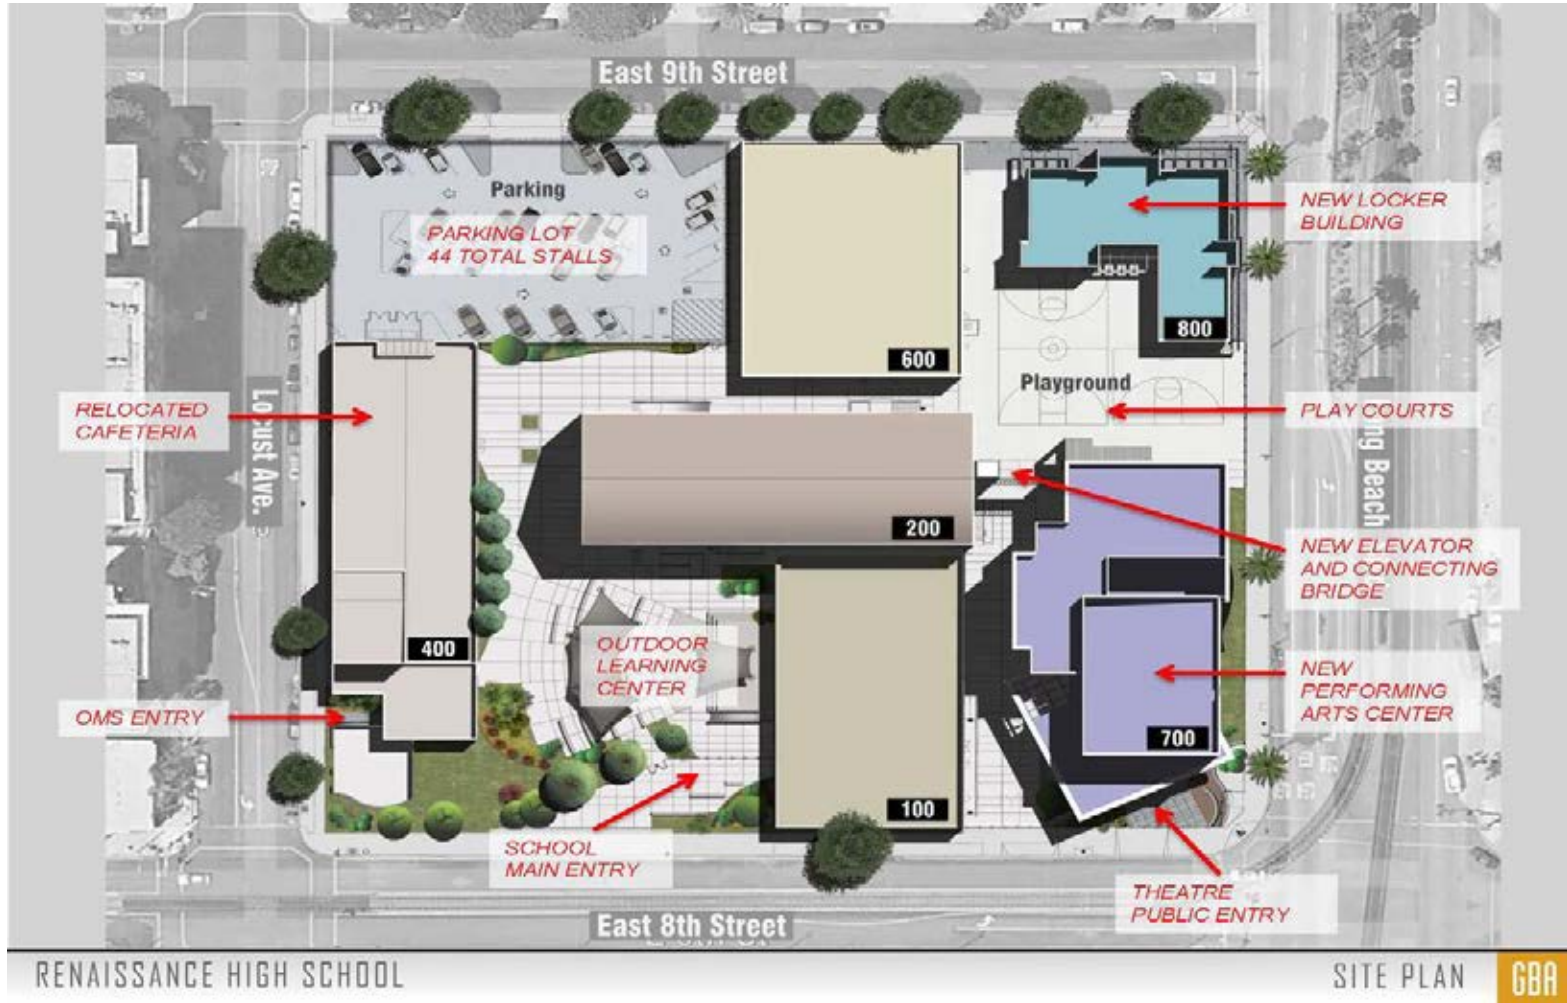 East 9th Street
Parking
PARKING LOT
44 TOTAL STALLS
NEW LOCKER
BUILDING
800
600
Playground
RELOCATED
CAFETERIA
PLAY COURTS
Locust Ave.
ng Beach
200
NEW ELEVATOR
AND CONNECTING
BRIDGE
400
OUTDOOR
LEARNING
CENTER
NEW
PERFORMING
ARTS CENTER
OMS ENTRY
700
100
SCHOOL
MAIN ENTRY
THEATRE
PUBLIC ENTRY
East 8th Street
RENAISSANCE HIGH SCHOOL
SITE PLAN
GBA